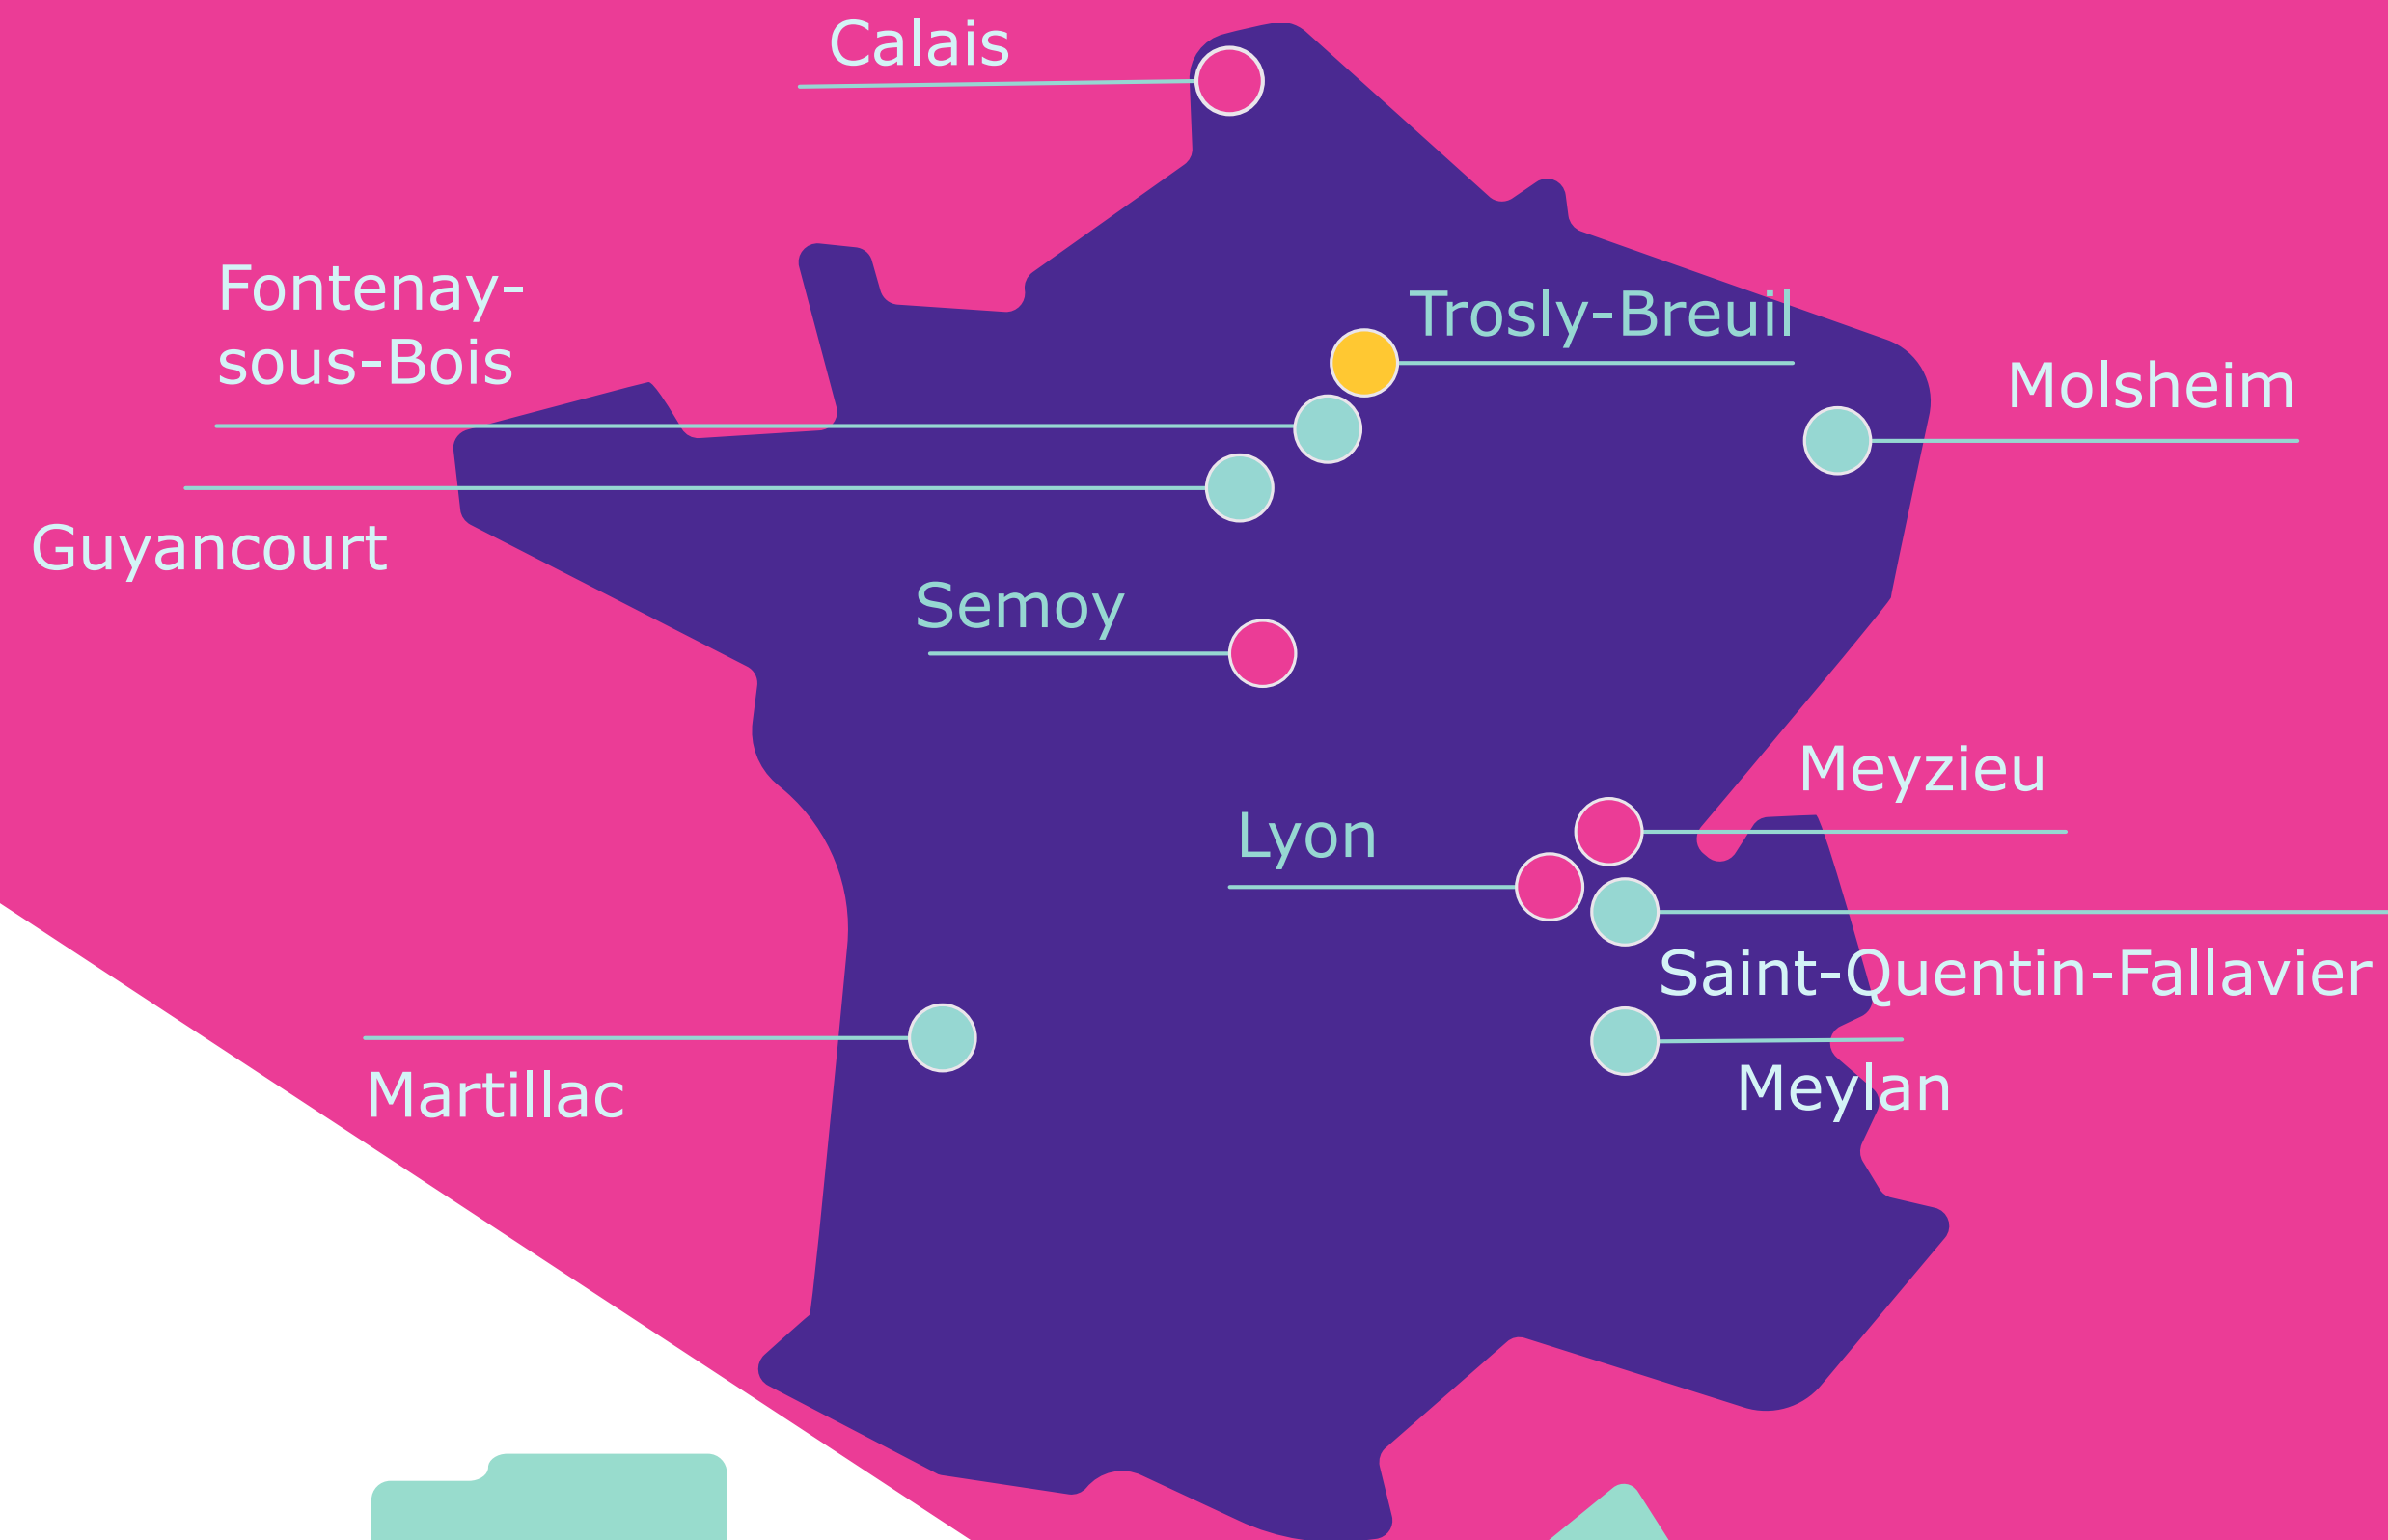 Calais
Fontenay-
sous-Bois
Trosly-Breuil
Molsheim
Guyancourt
Semoy
Meyzieu
Lyon
Saint-Quentin-Fallavier
Martillac
Meylan